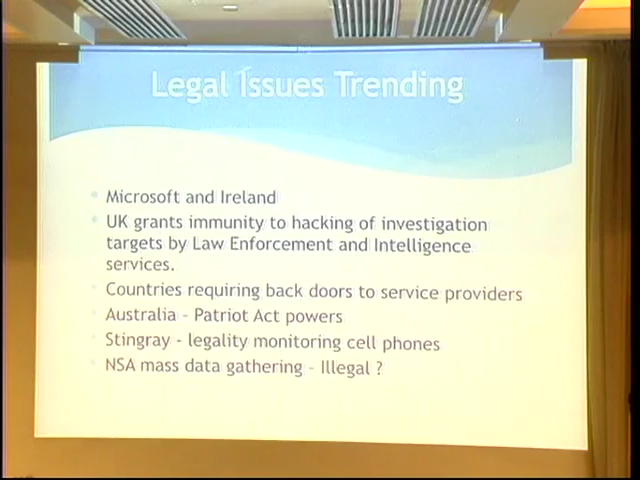 Legal Issues Trending
Microsoft and Ireland
UK grants immunity to hacking of investigation
targets by Law Enforcement and Intelligence
services.
Countries requiring back doors to service providers
Australia - Patriot Act powers
Stingray - legality monitoring cell phones
NSA mass data gathering - Illegal ?